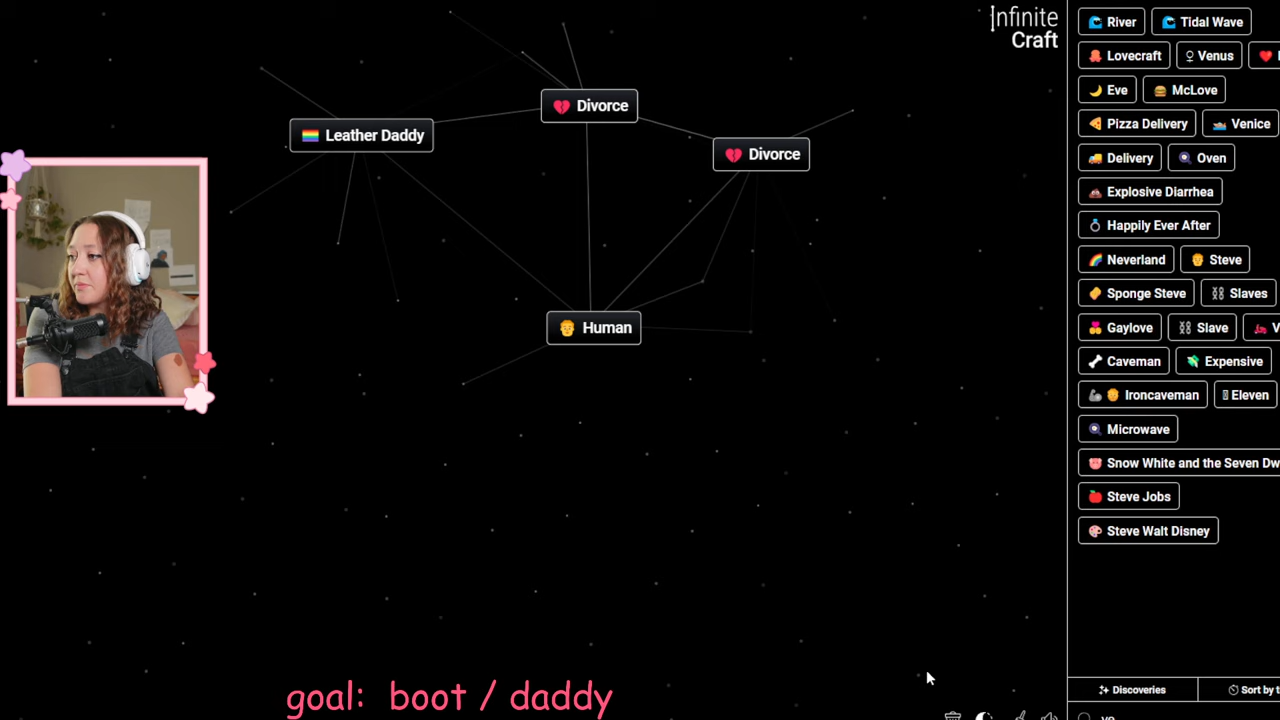 Infinite
Craft
🌊 River
🌊 Tidal Wave
Lovecraft
♀ Venus
Divorce
🌙 Eve
🍔 McLove
Leather Daddy
🍕 Pizza Delivery
Venice
Divorce
🚚 Delivery
Oven
💩 Explosive Diarrhea
💍 Happily Ever After
🌈 Neverland
Steve
Sponge Steve
⛓ Slaves
Human
Gaylove
⛓ Slave
Caveman
💸 Expensive
Ironcaveman
Eleven
Microwave
Snow White and the Seven Dw
🍎 Steve Jobs
🎨 Steve Walt Disney
goal: boot / daddy
Discoveries
Sort by t